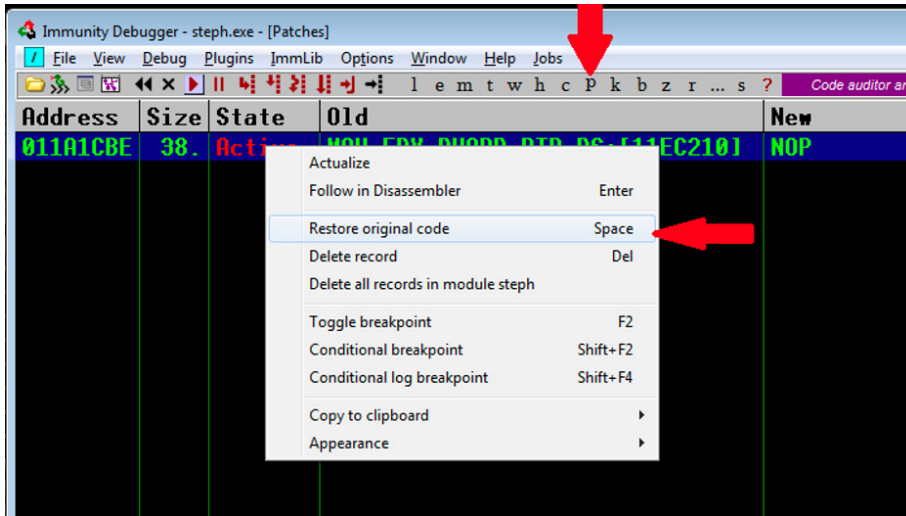 Immunity Debugger - steph.exe - [Patches]
File View Debug Plugins ImmLib Options Window Help Jobs
l e m t w h c P k b z r ... s ? Code auditor an
Address Size State Old New
011A1CBE 38. NOP
Actualize
Follow in Disassembler Enter
Restore original code Space
Delete record Del
Delete all records in module steph
Toggle breakpoint F2
Conditional breakpoint Shift+F2
Conditional log breakpoint Shift+F4
Copy to clipboard
Appearance